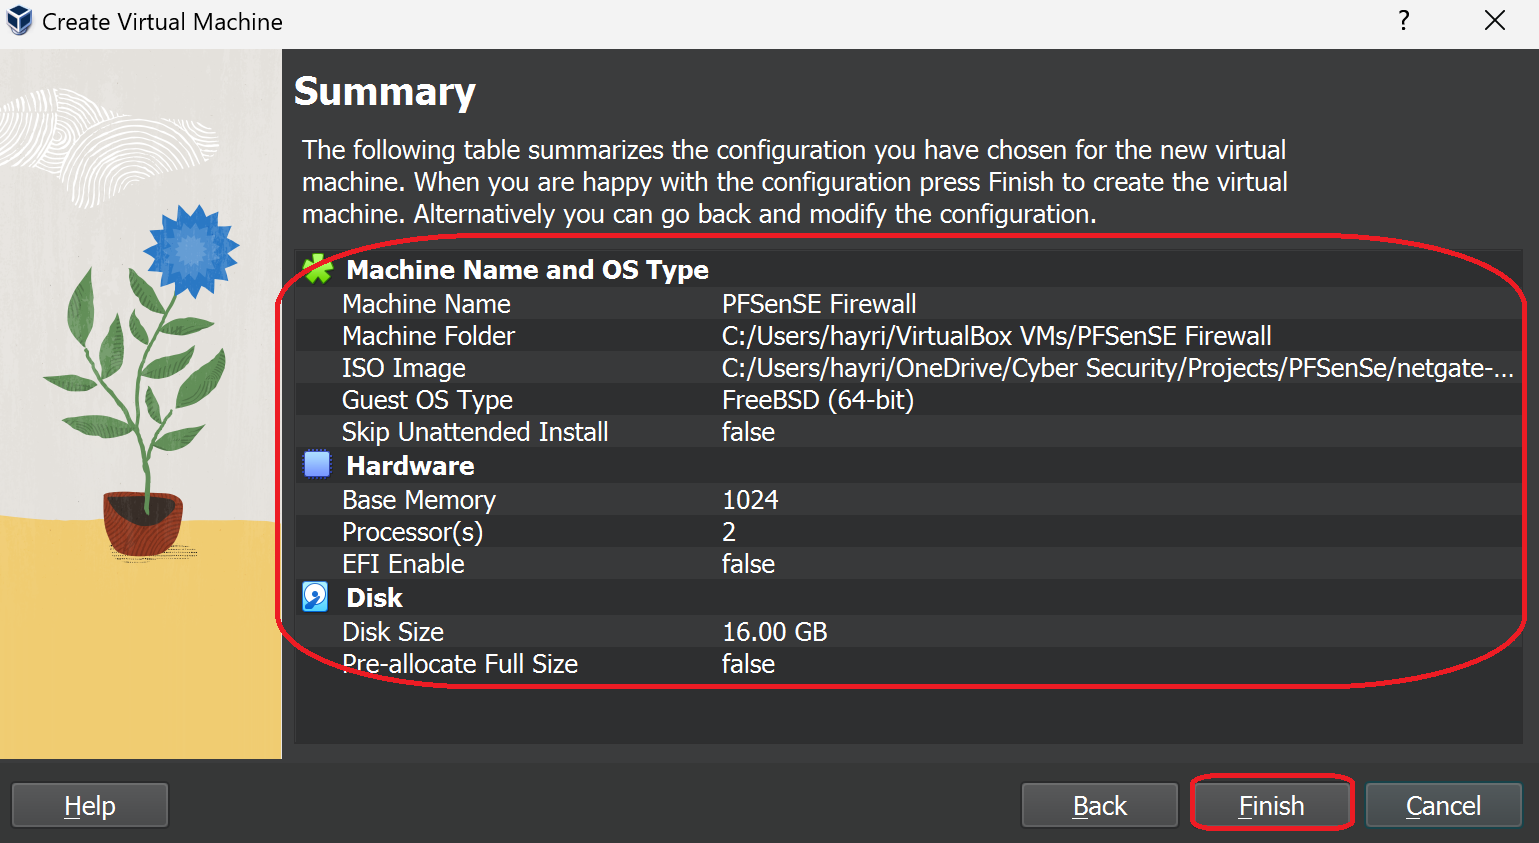 Create Virtual Machine ?
Summary
The following table summarizes the configuration you have chosen for the new virtual
machine. When you are happy with the configuration press Finish to create the virtual
machine. Alternatively you can go back and modify the configuration.
Machine Name and OS Type
Machine Name PFSenSE Firewall
Machine Folder C:/Users/hayri/VirtualBox VMs/PFSenSE Firewall
ISO Image C:/Users/hayri/OneDrive/Cyber Security/Projects/PFSenSe/netgate-...
Guest OS Type FreeBSD (64-bit)
Skip Unattended Install false
Hardware
Base Memory 1024
Processor(s) 2
EFI Enable false
Disk
Disk Size 16.00 GB
Pre-allocate Full Size false
Help Back Finish Cancel